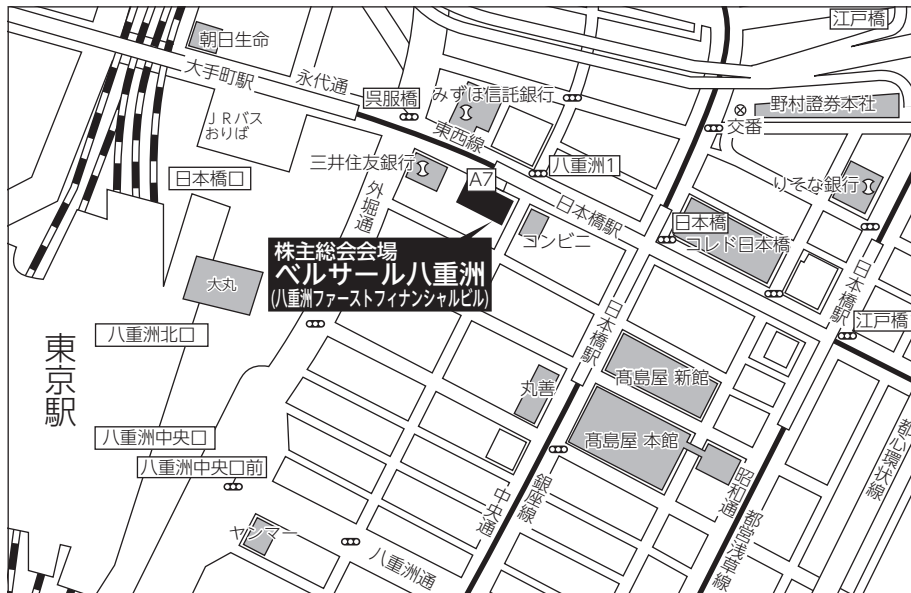 江戸橋
朝日生命
大手町駅
永代通
呉服橋
みずほ信託銀行
野村證券本社
交番
JRバス
おりば
東西線
三井住友銀行
八重洲1
りそな銀行
日本橋口
A7
外堀通
日本橋駅
コンビニ
日本橋
コレド日本橋
株主総会会場
ベルサール八重洲
(八重洲ファーストフィナンシャルビル)
大丸
日本橋駅
日本橋駅
江戸橋
八重洲北口
東京駅
髙島屋 新館
丸善
髙島屋 本館
八重洲中央口
八重洲中央口前
都心環状線
昭和通
銀座線
中央通
都営浅草線
ヤンマー
八重洲通